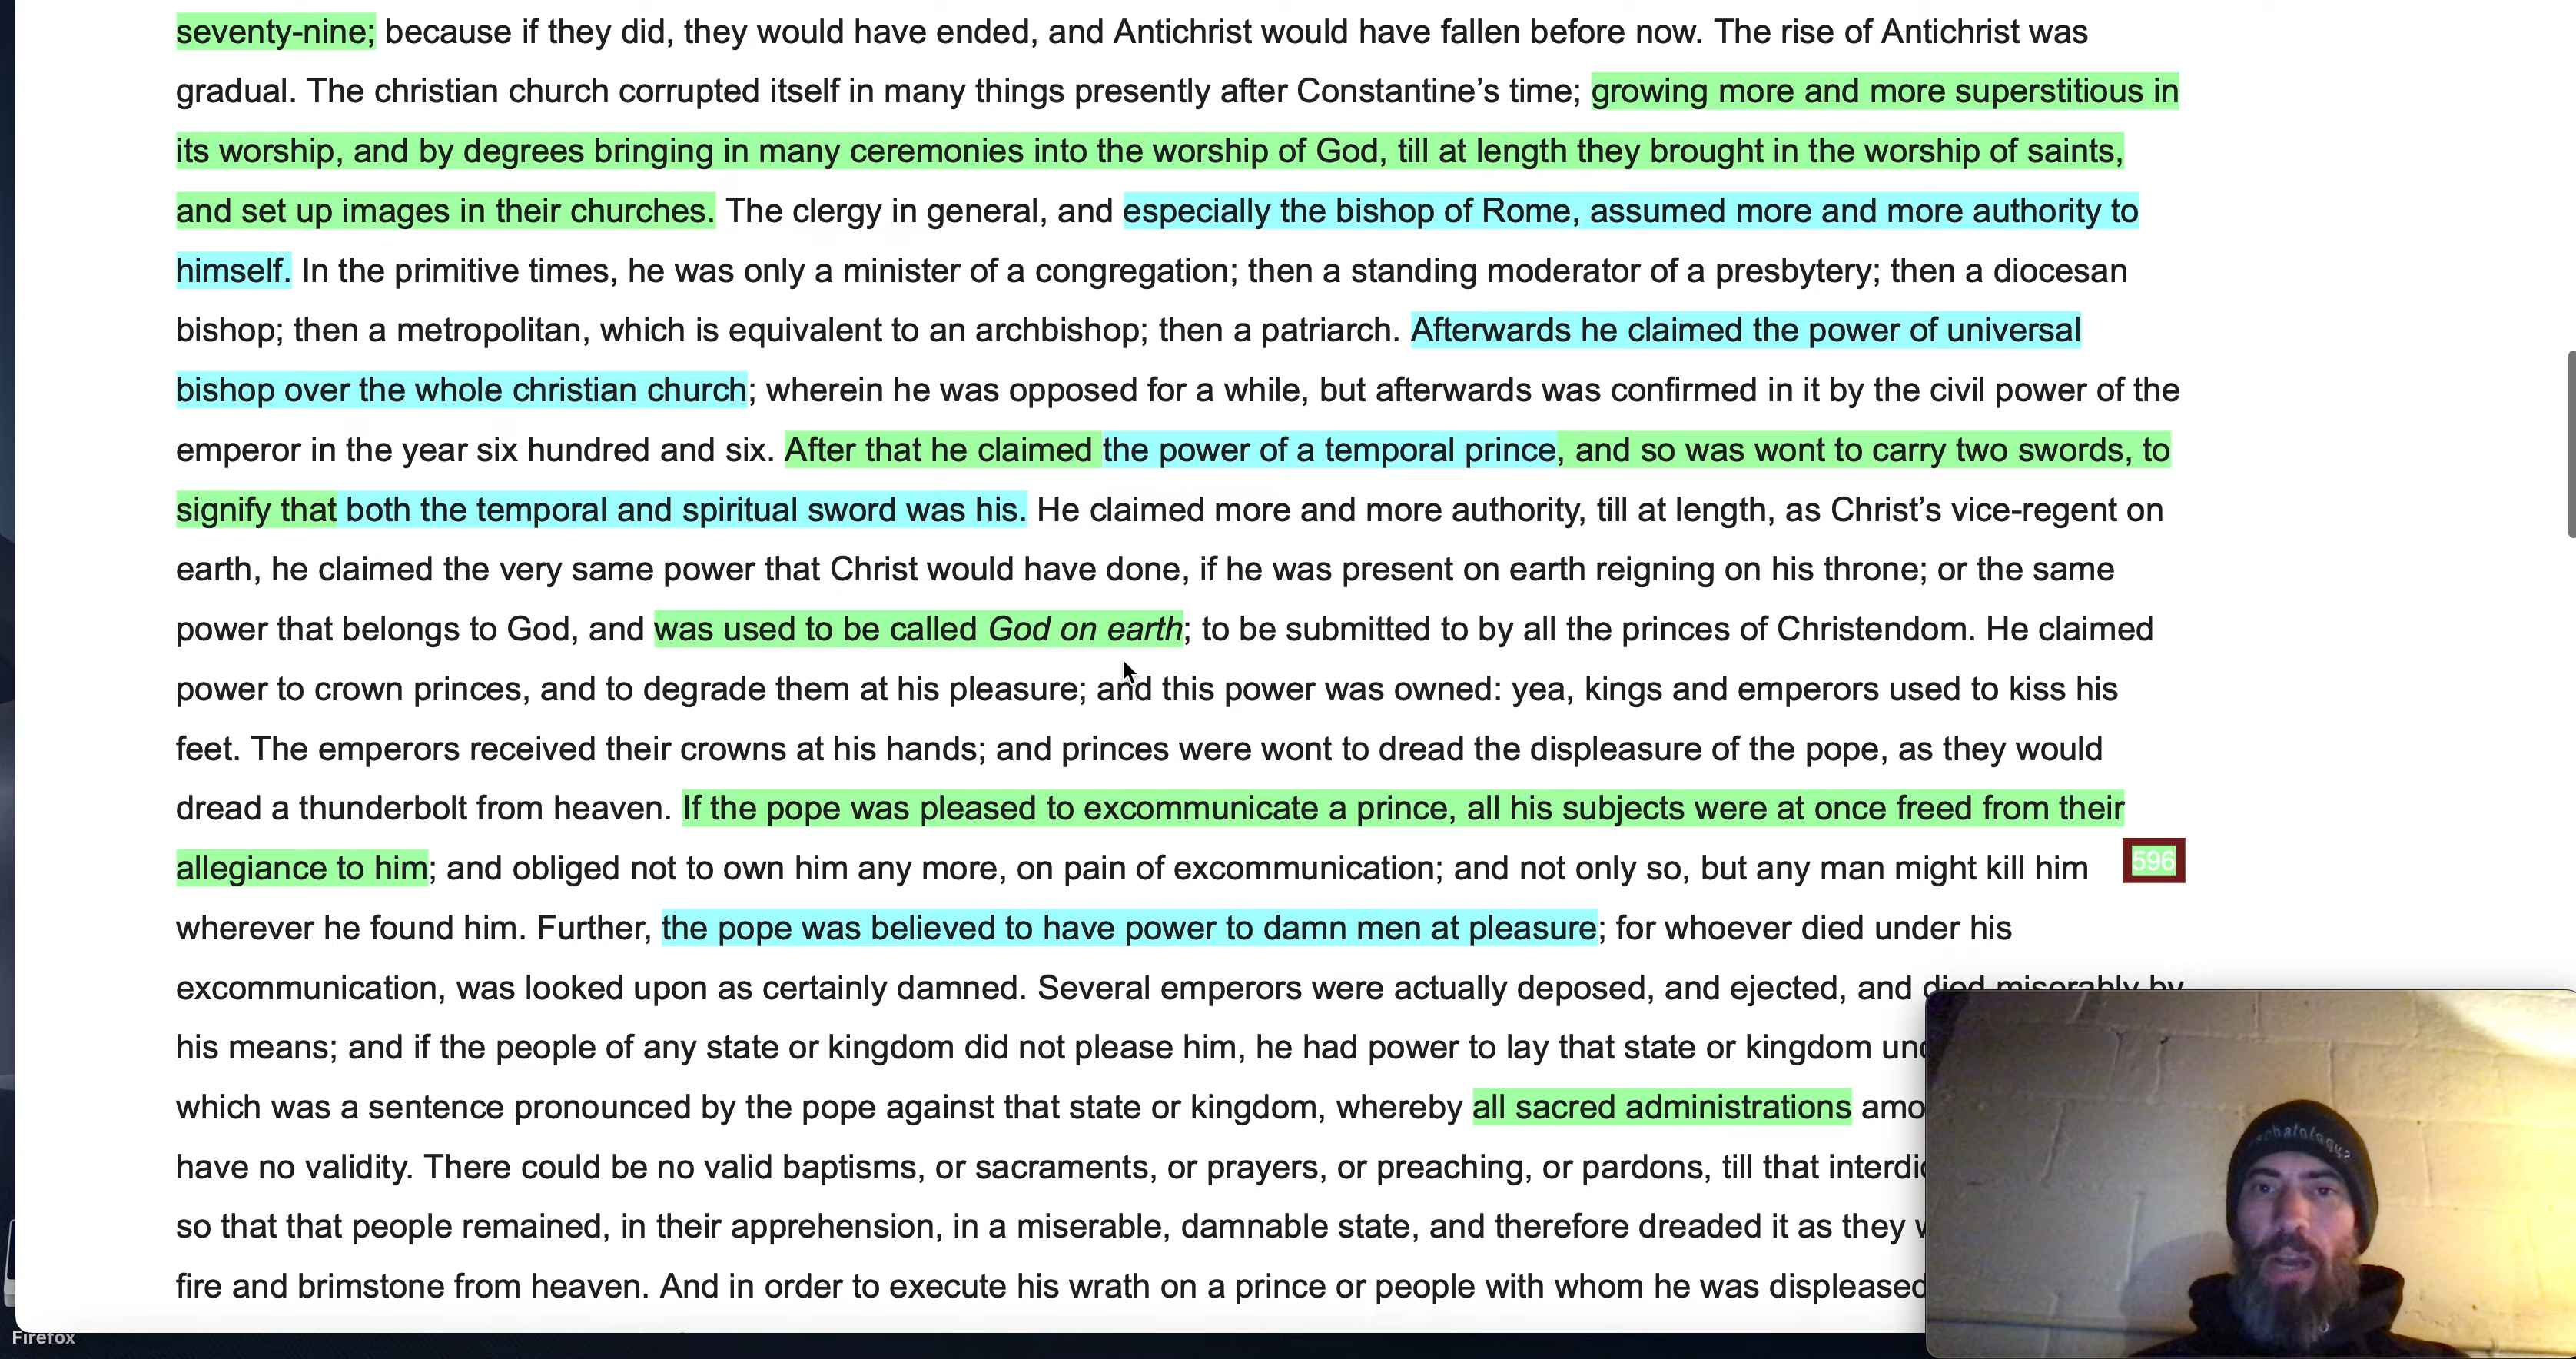 seventy-nine; because if they did, they would have ended, and Antichrist would have fallen before now. The rise of Antichrist was
gradual. The christian church corrupted itself in many things presently after Constantine’s time; growing more and more superstitious in
its worship, and by degrees bringing in many ceremonies into the worship of God, till at length they brought in the worship of saints,
and set up images in their churches. The clergy in general, and especially the bishop of Rome, assumed more and more authority to
himself. In the primitive times, he was only a minister of a congregation; then a standing moderator of a presbytery; then a diocesan
bishop; then a metropolitan, which is equivalent to an archbishop; then a patriarch. Afterwards he claimed the power of universal
bishop over the whole christian church; wherein he was opposed for a while, but afterwards was confirmed in it by the civil power of the
emperor in the year six hundred and six. After that he claimed the power of a temporal prince, and so was wont to carry two swords, to
signify that both the temporal and spiritual sword was his. He claimed more and more authority, till at length, as Christ’s vice-regent on
earth, he claimed the very same power that Christ would have done, if he was present on earth reigning on his throne; or the same
power that belongs to God, and was used to be called God on earth; to be submitted to by all the princes of Christendom. He claimed
power to crown princes, and to degrade them at his pleasure; and this power was owned: yea, kings and emperors used to kiss his
feet. The emperors received their crowns at his hands; and princes were wont to dread the displeasure of the pope, as they would
dread a thunderbolt from heaven. If the pope was pleased to excommunicate a prince, all his subjects were at once freed from their
allegiance to him; and obliged not to own him any more, on pain of excommunication; and not only so, but any man might kill him 596
wherever he found him. Further, the pope was believed to have power to damn men at pleasure; for whoever died under his
excommunication, was looked upon as certainly damned. Several emperors were actually deposed, and ejected, and died miserably by
his means; and if the people of any state or kingdom did not please him, he had power to lay that state or kingdom
which was a sentence pronounced by the pope against that state or kingdom, whereby all sacred administrations
have no validity. There could be no valid baptisms, or sacraments, or prayers, or preaching, or pardons, till that
so that that people remained, in their apprehension, in a miserable, damnable state, and therefore dreaded it as they
fire and brimstone from heaven. And in order to execute his wrath on a prince or people with whom he was displeased
Firefox